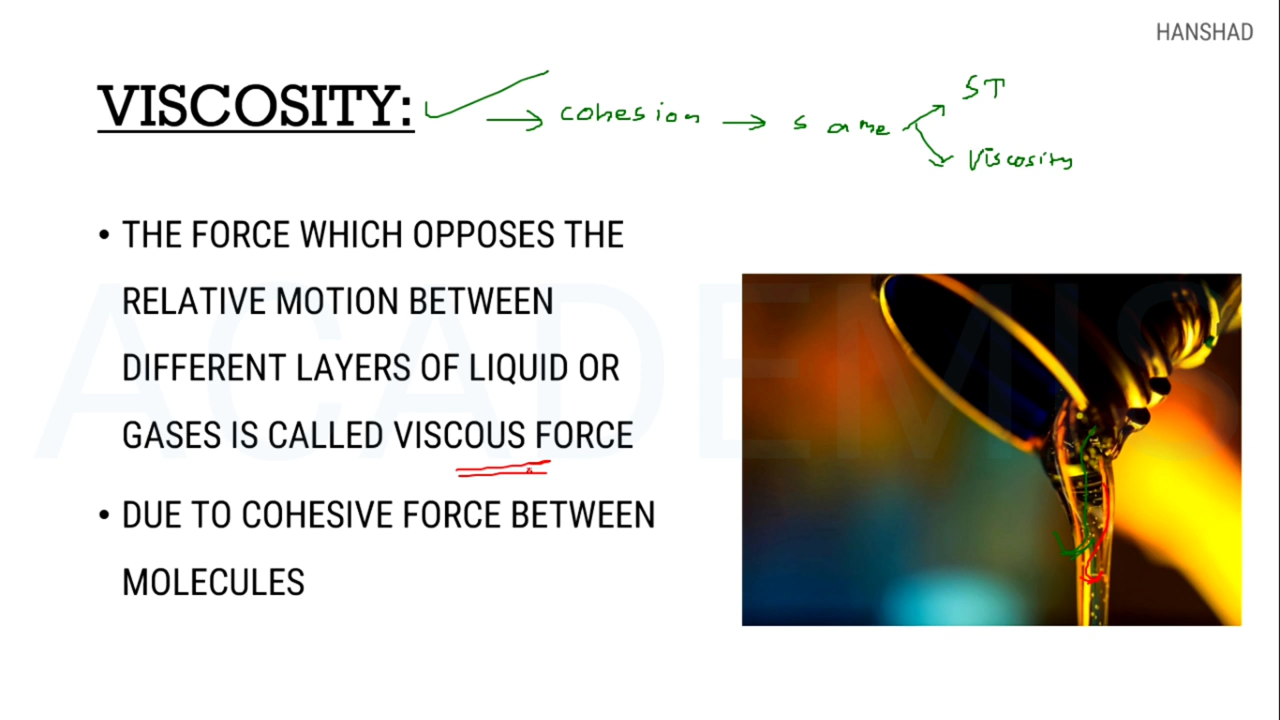 HANSHAD
VISCOSITY: → cohesion → same
ST
Viscosity
• THE FORCE WHICH OPPOSES THE
RELATIVE MOTION BETWEEN
DIFFERENT LAYERS OF LIQUID OR
GASES IS CALLED VISCOUS FORCE
• DUE TO COHESIVE FORCE BETWEEN
MOLECULES
ACADEMIS